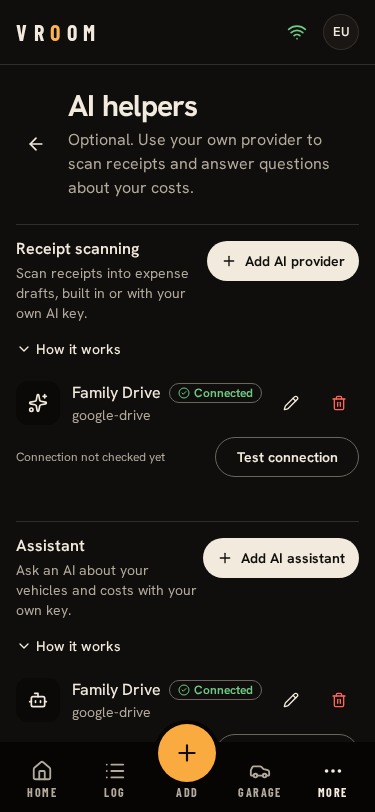 VROOM
EU
AI helpers
Optional. Use your own provider to
scan receipts and answer questions
about your costs.
Receipt scanning
Add AI provider
Scan receipts into expense
drafts, built in or with your
own AI key.
How it works
Family Drive
Connected
google-drive
Connection not checked yet
Test connection
Assistant
Add AI assistant
Ask an AI about your
vehicles and costs with your
own key.
How it works
Family Drive
Connected
google-drive
HOME
LOG
ADD
GARAGE
MORE